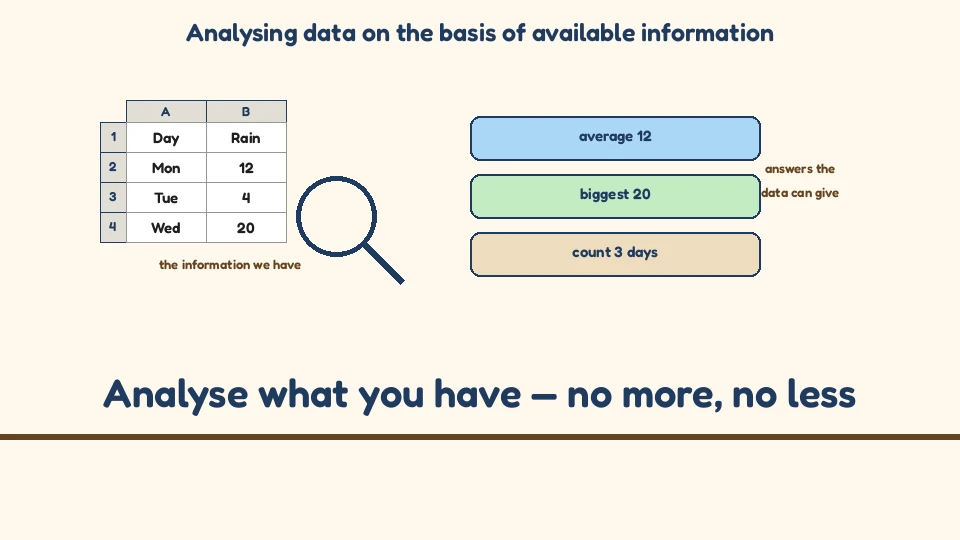 Analysing data on the basis of available information
A B
1 Day Rain
2 Mon 12
3 Tue 4
4 Wed 20
the information we have
average 12
biggest 20
count 3 days
answers the
data can give
Analyse what you have — no more, no less